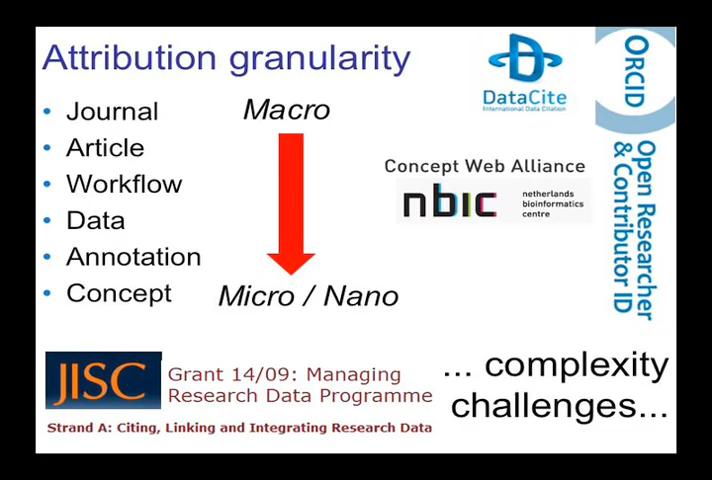 Attribution granularity
• Journal
• Article
• Workflow
• Data
• Annotation
• Concept
Macro
Micro / Nano
DataCite
International Data Citation
ORCID
Open Researcher
& Contributor ID
Concept Web Alliance
nbic
netherlands
bioinformatics
centre
JISC
Grant 14/09: Managing
Research Data Programme
Strand A: Citing, Linking and Integrating Research Data
... complexity
challenges...